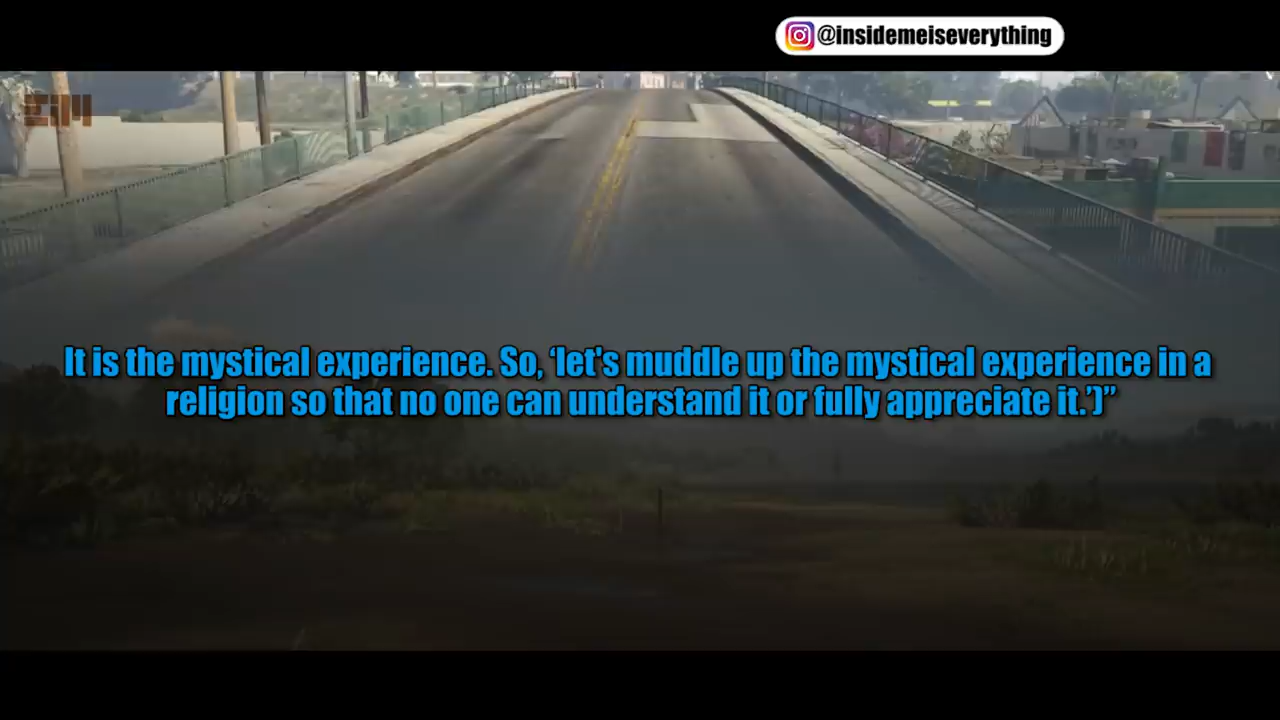 @insidemeiseverything
It is the mystical experience. So, ‘let's muddle up the mystical experience in a
religion so that no one can understand it or fully appreciate it.’)”